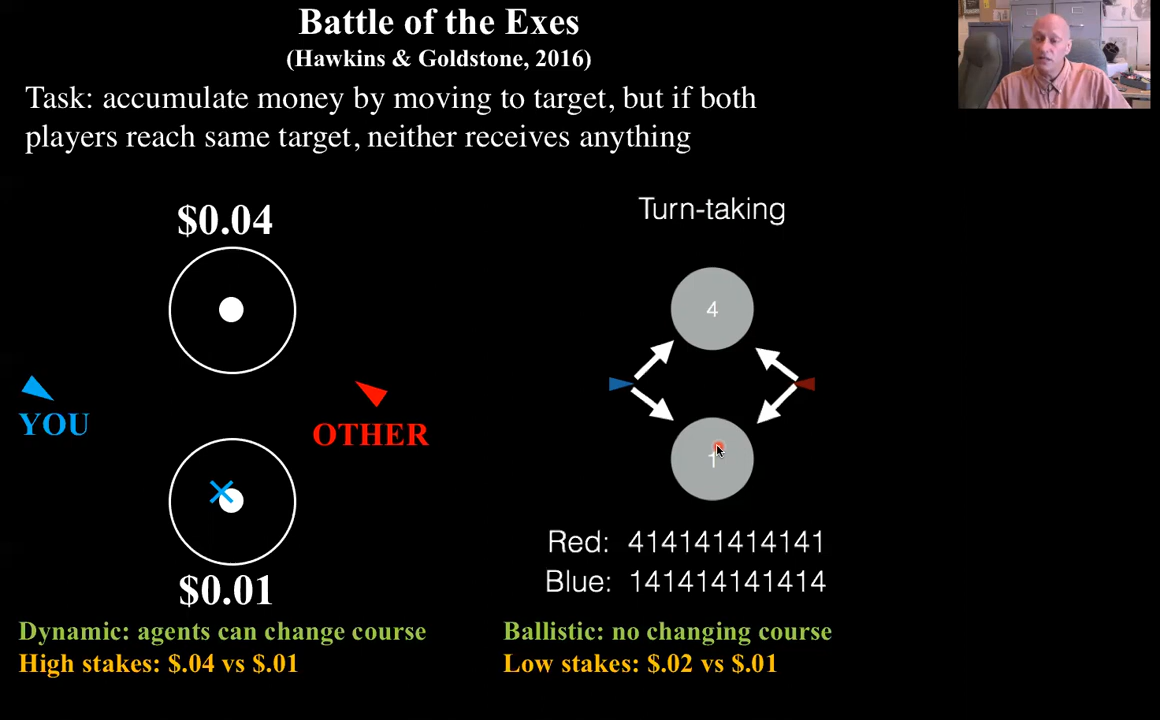 Battle of the Exes
(Hawkins & Goldstone, 2016)
Task: accumulate money by moving to target, but if both
players reach same target, neither receives anything
$0.04
YOU
OTHER
$0.01
Turn-taking
4
1
Red: 414141414141
Blue: 141414141414
Dynamic: agents can change course
High stakes: $.04 vs $.01
Ballistic: no changing course
Low stakes: $.02 vs $.01